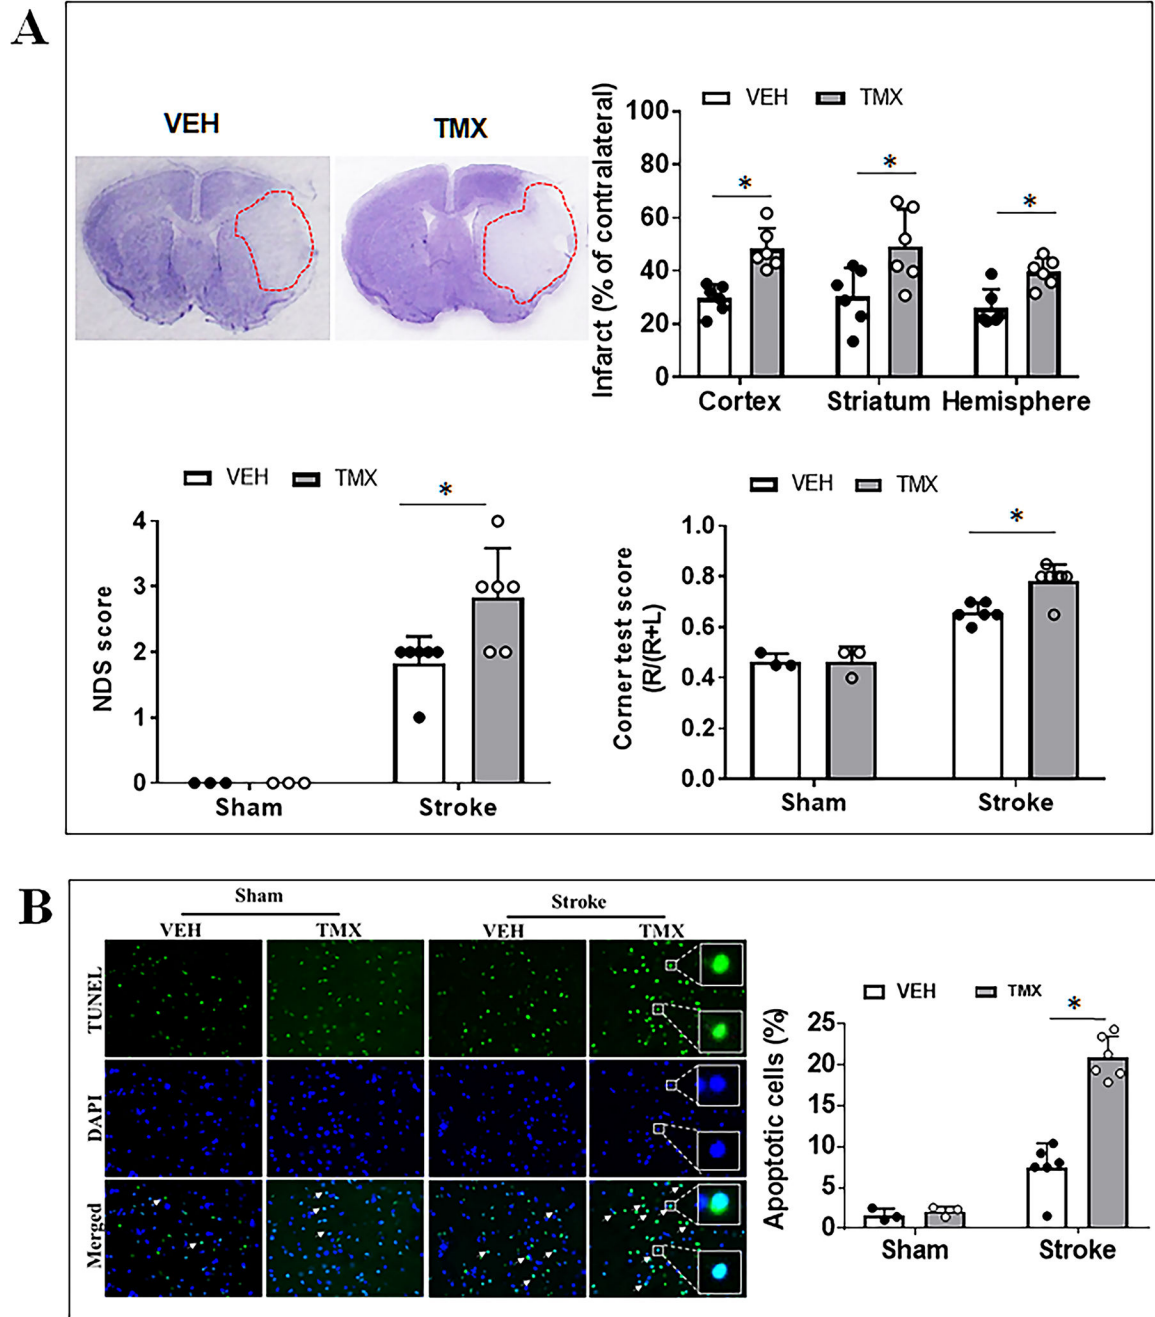 A
VEH
TMX
VEH TMX
Infarct (% of contralateral)
100
80
60
40
20
0
*
*
*
Cortex Striatum Hemisphere
VEH TMX
NDS score
4
3
2
1
0
*
Sham Stroke
VEH TMX
Corner test score
(R/(R+L)
1.0
0.8
0.6
0.4
0.2
0.0
*
Sham Stroke
B
Sham Stroke
VEH TMX VEH TMX
TUNEL
DAPI
Merged
VEH TMX
Apoptotic cells (%)
25
20
15
10
5
0
*
Sham Stroke